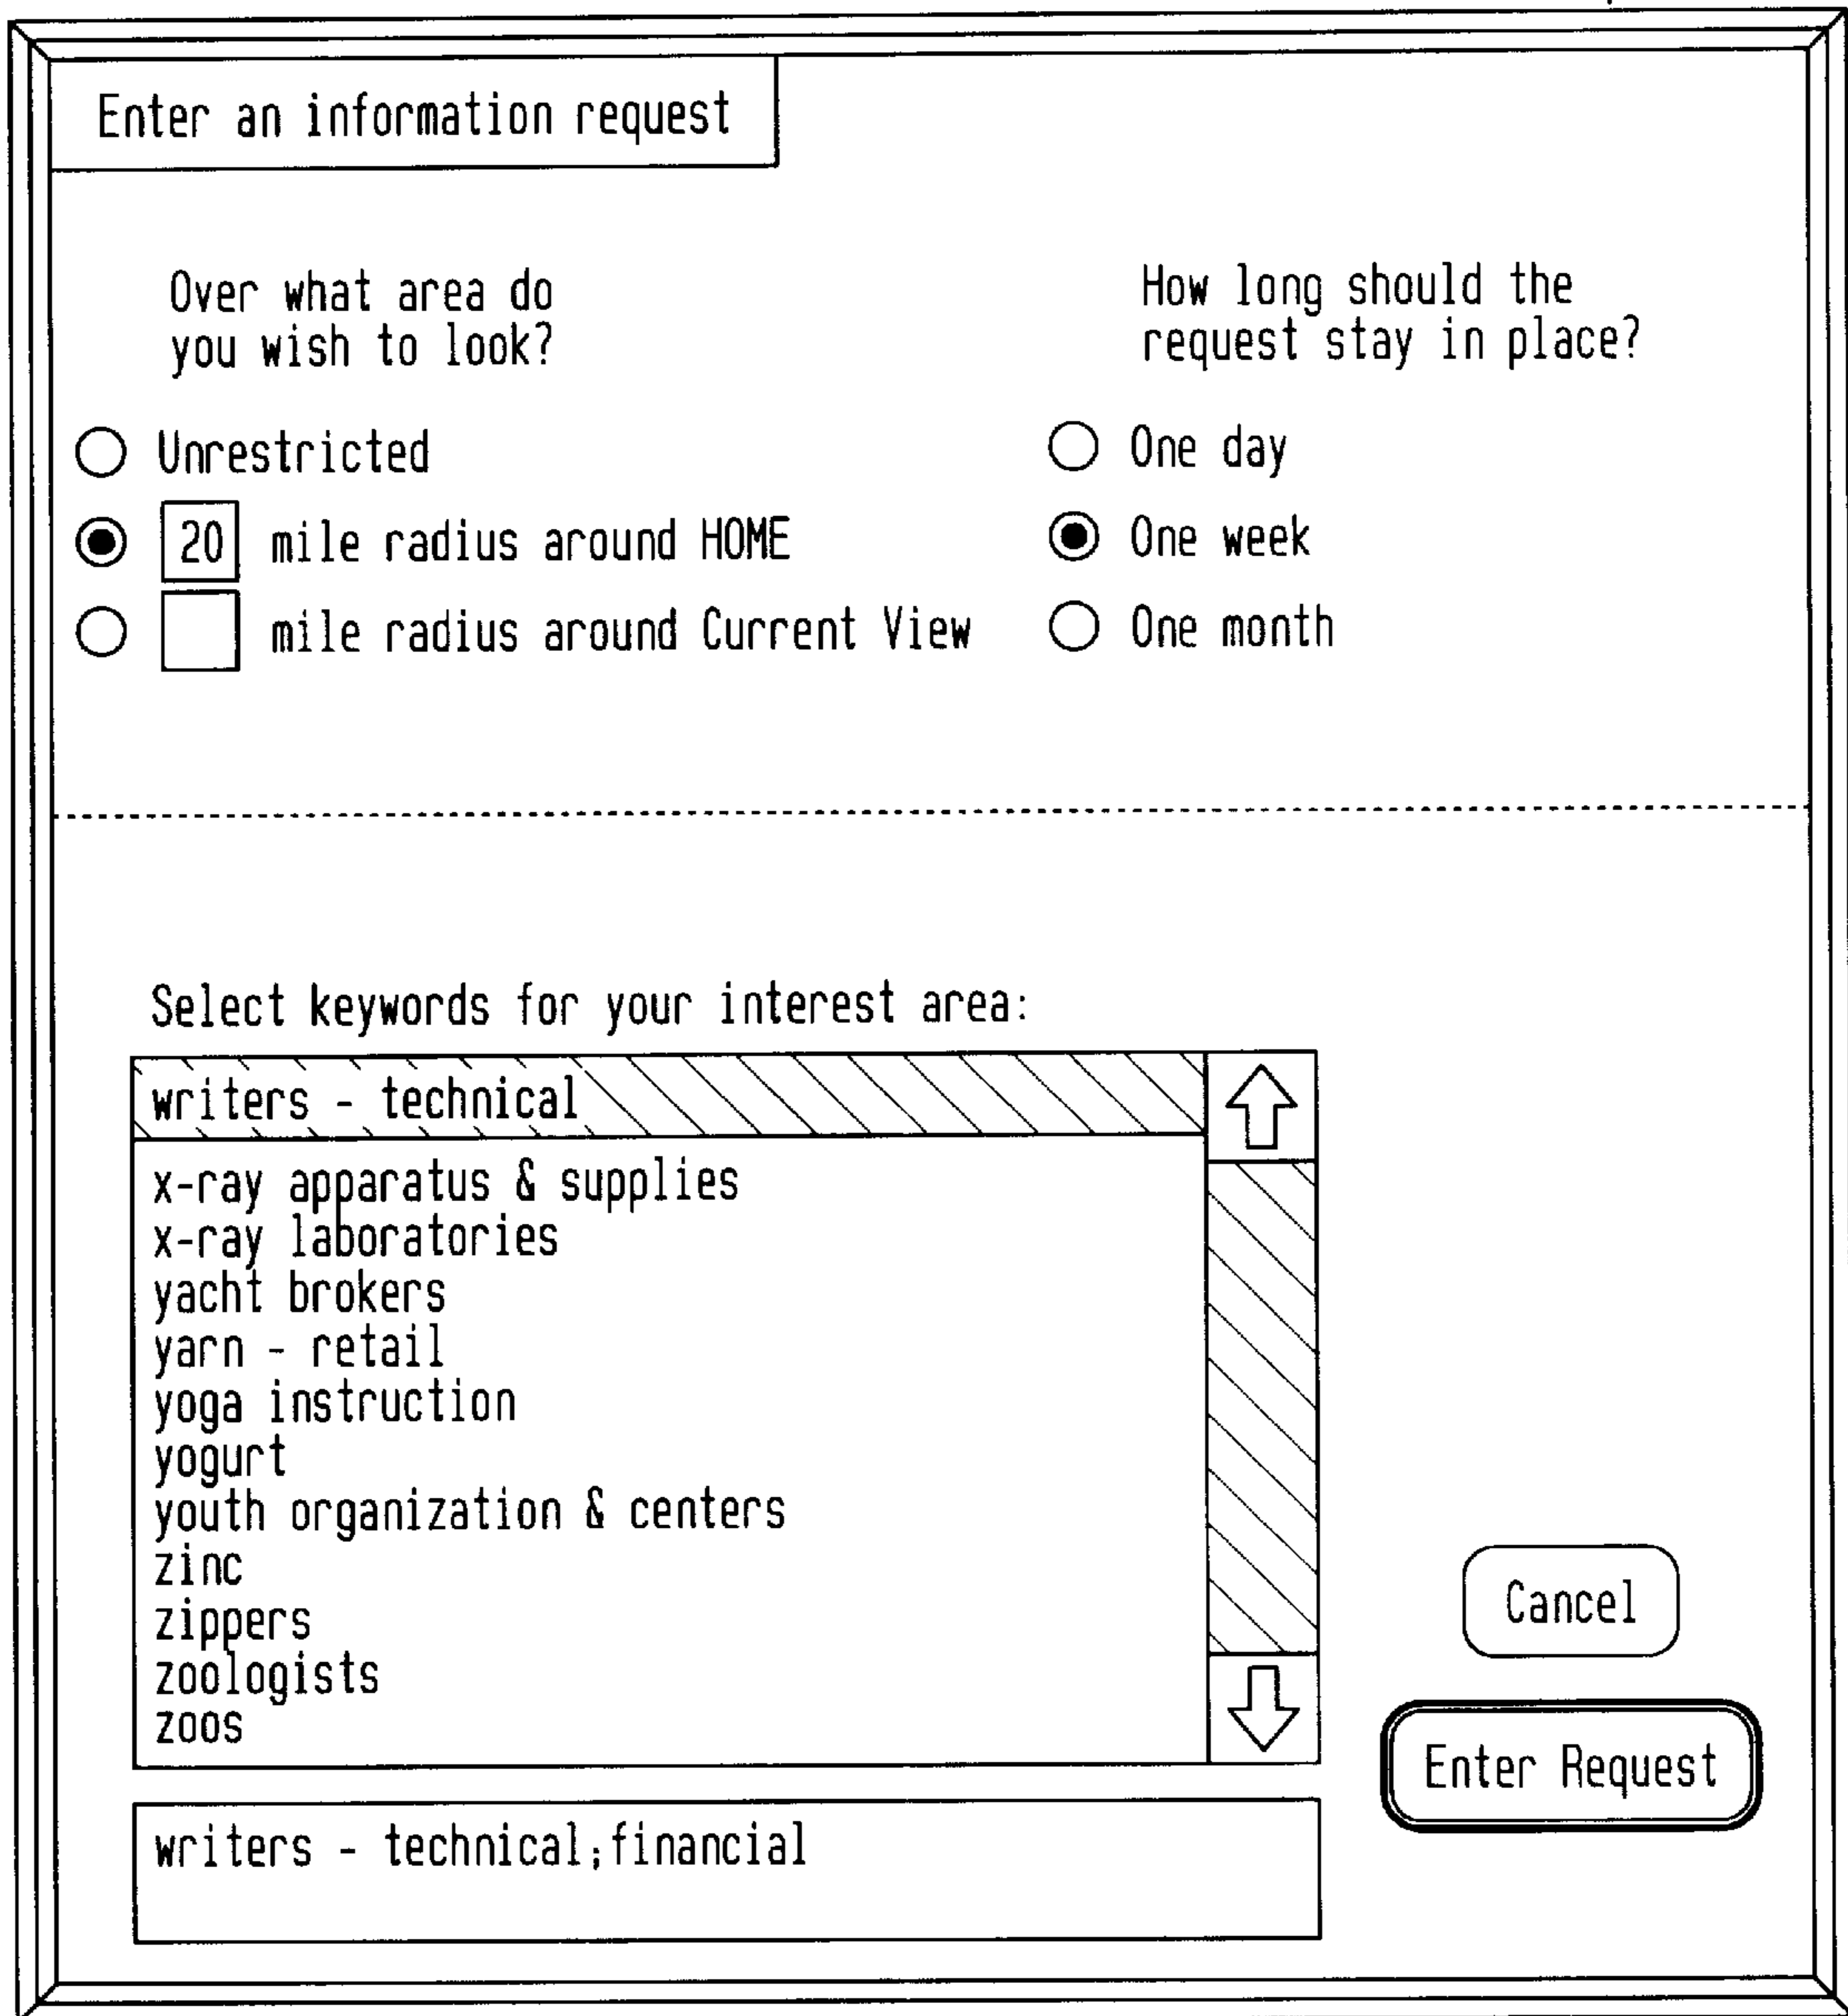 Enter an information request
Over what area do
you wish to look?
Unrestricted
20 mile radius around HOME
mile radius around Current View
How long should the
request stay in place?
One day
One week
One month
Select keywords for your interest area:
writers - technical
x-ray apparatus & supplies
x-ray laboratories
yacht brokers
yarn - retail
yoga instruction
yogurt
youth organization & centers
zinc
zippers
zoologists
zoos
writers - technical;financial
Cancel
Enter Request